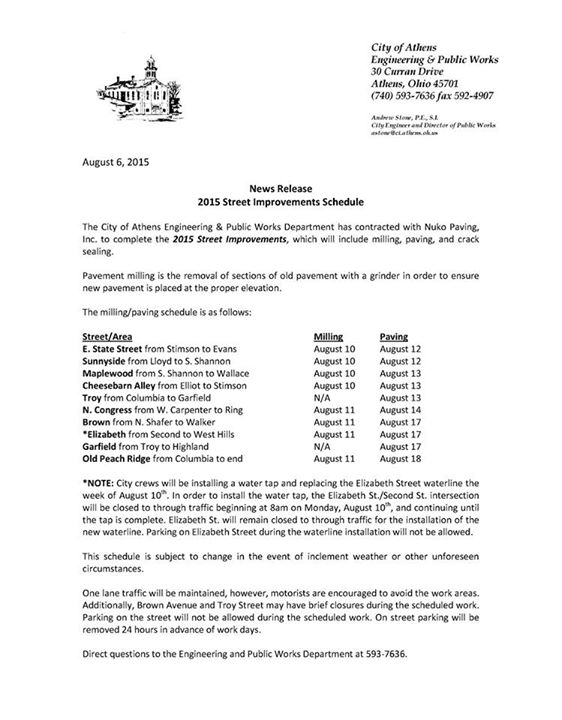 City of Athens
Engineering & Public Works
30 Curran Drive
Athens, Ohio 45701
(740) 593-7636 fax 592-4907
Andrew Stone, P.E., S.I.
City Engineer and Director of Public Works
astone@ci.athens.oh.us
August 6, 2015
News Release
2015 Street Improvements Schedule
The City of Athens Engineering & Public Works Department has contracted with Nuko Paving,
Inc. to complete the 2015 Street Improvements, which will include milling, paving, and crack
sealing.
Pavement milling is the removal of sections of old pavement with a grinder in order to ensure
new pavement is placed at the proper elevation.
The milling/paving schedule is as follows:
Street/Area Milling Paving
E. State Street from Stimson to Evans August 10 August 12
Sunnyside from Lloyd to S. Shannon August 10 August 12
Maplewood from S. Shannon to Wallace August 10 August 13
Cheesebarn Alley from Elliot to Stimson August 10 August 13
Troy from Columbia to Garfield N/A August 13
N. Congress from W. Carpenter to Ring August 11 August 14
Brown from N. Shafer to Walker August 11 August 17
*Elizabeth from Second to West Hills August 11 August 17
Garfield from Troy to Highland N/A August 17
Old Peach Ridge from Columbia to end August 11 August 18
*NOTE: City crews will be installing a water tap and replacing the Elizabeth Street waterline the
week of August 10th. In order to install the water tap, the Elizabeth St./Second St. intersection
will be closed to through traffic beginning at 8am on Monday, August 10th, and continuing until
the tap is complete. Elizabeth St. will remain closed to through traffic for the installation of the
new waterline. Parking on Elizabeth Street during the waterline installation will not be allowed.
This schedule is subject to change in the event of inclement weather or other unforeseen
circumstances.
One lane traffic will be maintained, however, motorists are encouraged to avoid the work areas.
Additionally, Brown Avenue and Troy Street may have brief closures during the scheduled work.
Parking on the street will not be allowed during the scheduled work. On street parking will be
removed 24 hours in advance of work days.
Direct questions to the Engineering and Public Works Department at 593-7636.